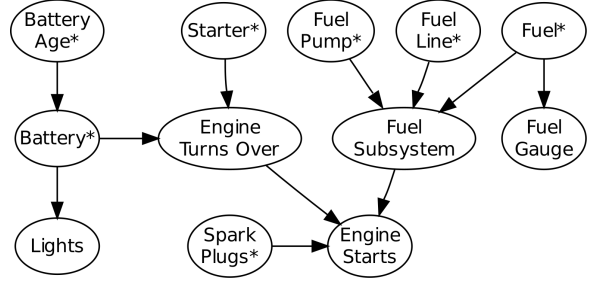 Battery
Age*
Starter*
Fuel
Pump*
Fuel
Line*
Fuel*
Battery*
Engine
Turns Over
Fuel
Subsystem
Fuel
Gauge
Lights
Spark
Plugs*
Engine
Starts